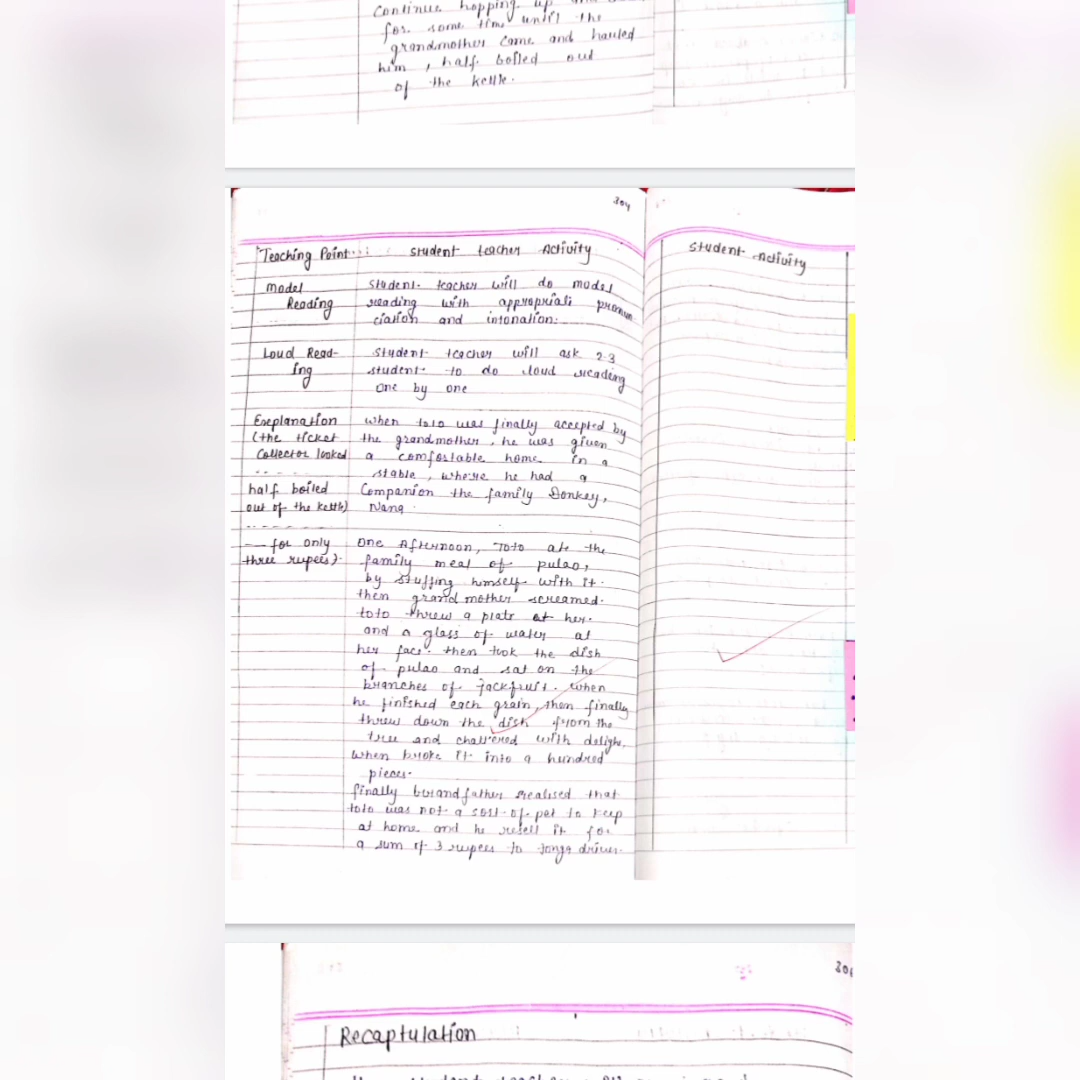 Continue hopping up
for some time until the
grandmother came and hauled
him , half boiled out
of the kettle.
304
Teaching Point
student teacher Activity
Student Activity
Model
Reading
student teacher will do model
reading with appropriate pronun
ciation and intonation.
Loud Read-
ing
student teacher will ask 2-3
student to do loud reading
one by one
Explanation
(the ticket
collector looked
half boiled
out of the kettle)
when toto was finally accepted by
the grandmother, he was given
a comfortable home in a
stable, where he had a
Companion the family Donkey,
Nana
for only
three rupees).
One Afternoon, Toto ate the
family meal of pulao,
by stuffing himself with it.
then grand mother screamed.
toto threw a plate at her.
and a glass of water at
her face. then took the dish
of pulao and sat on the
branches of jackfruit. when
he finished each grain, then finally
threw down the dish from the
tree and chattered with delight.
when broke it into a hundred
pieces.
finally Grandfather realised that
toto was not a sort of pet to keep
at home and he resell it for
a sum of 3 rupees to tonga driver.
Recaptulation
student teacher